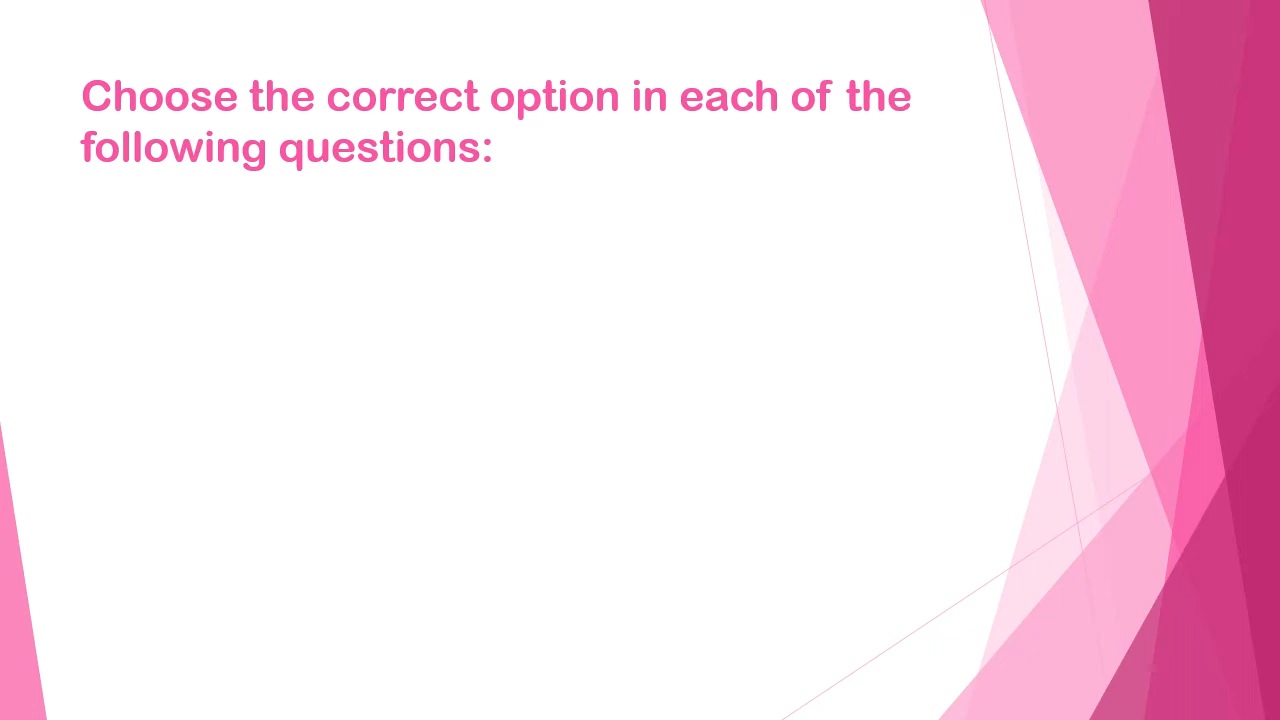 Choose the correct option in each of the
following questions: